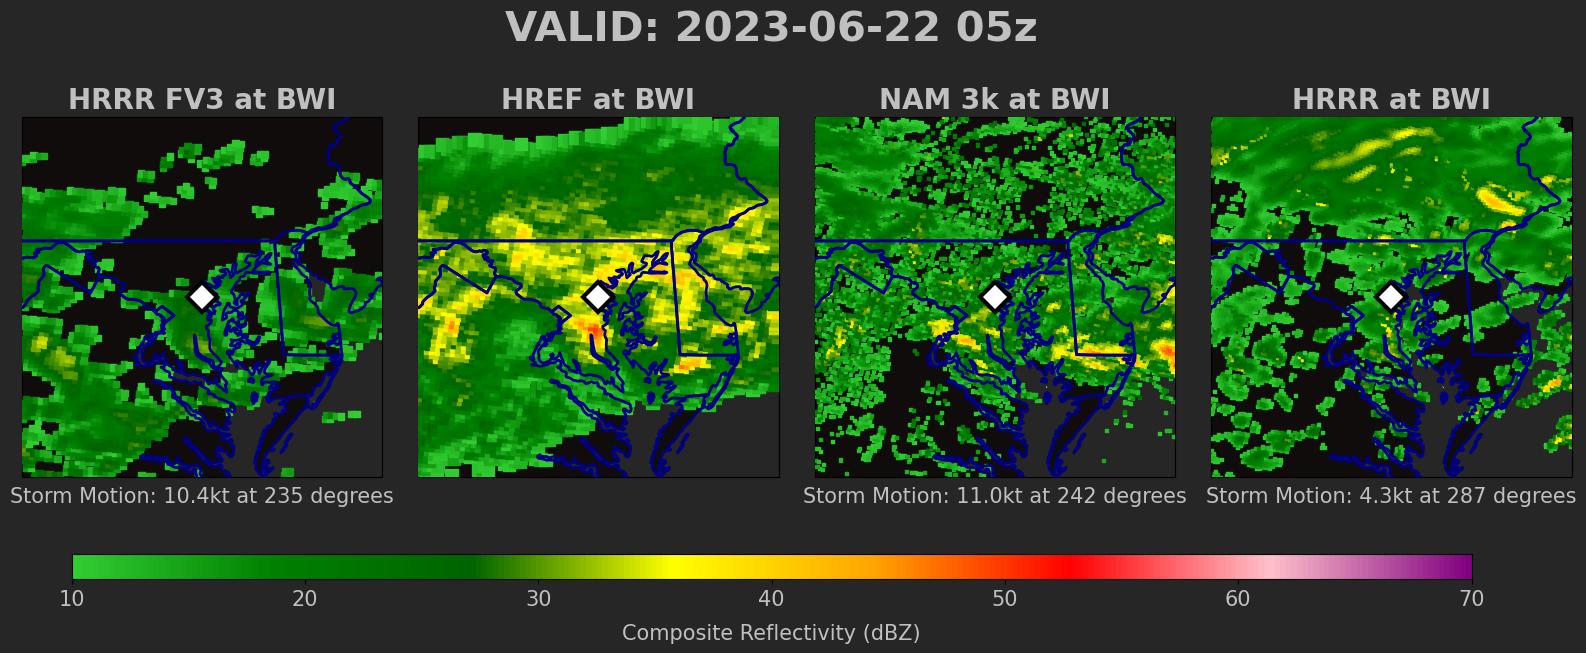 VALID: 2023-06-22 05z
HRRR FV3 at BWI
HREF at BWI
NAM 3k at BWI
HRRR at BWI
Storm Motion: 10.4kt at 235 degrees
Storm Motion: 11.0kt at 242 degrees
Storm Motion: 4.3kt at 287 degrees
10 20 30 40 50 60 70
Composite Reflectivity (dBZ)